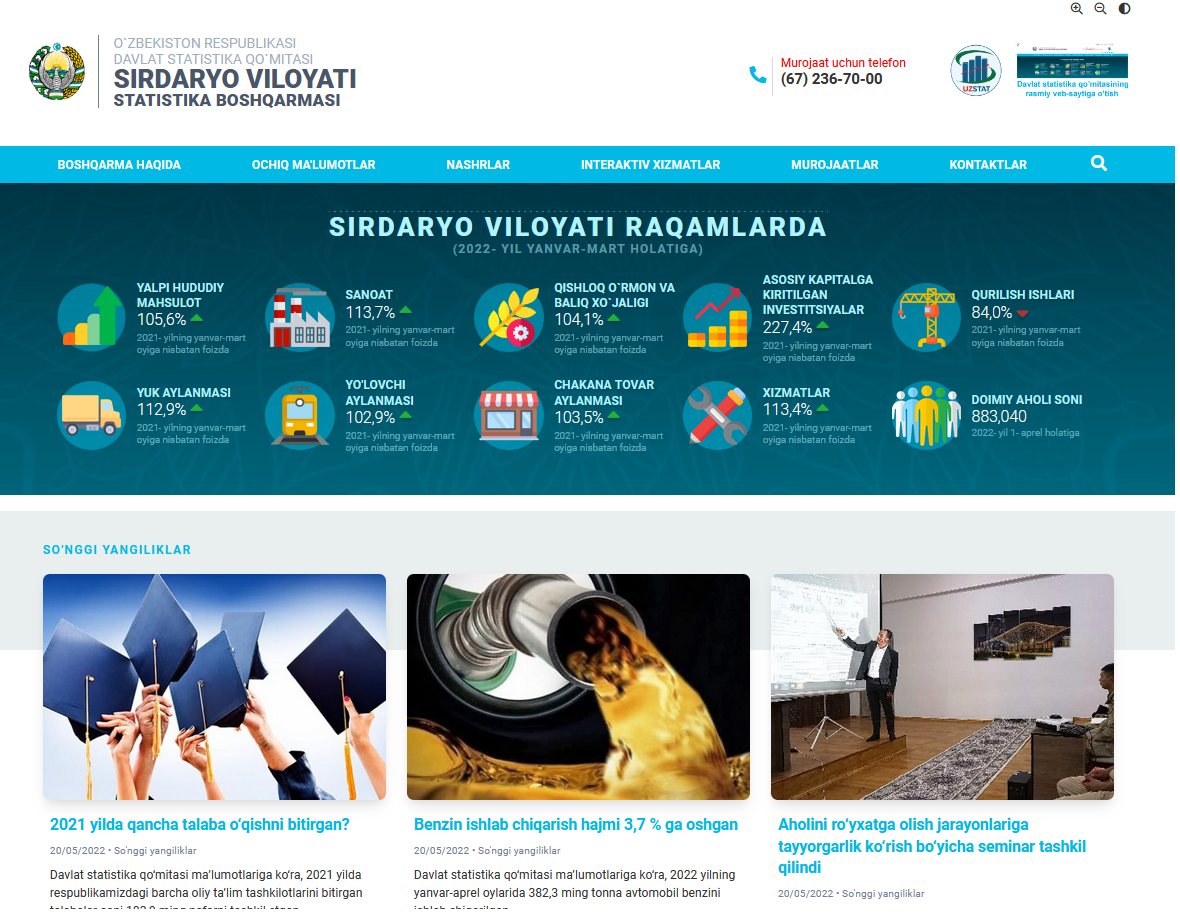 O`ZBEKISTON RESPUBLIKASI
DAVLAT STATISTIKA QO`MITASI
SIRDARYO VILOYATI
STATISTIKA BOSHQARMASI
Murojaat uchun telefon
(67) 236-70-00
UZSTAT
Davlat statistika qo`mitasining
rasmiy veb-saytiga o'tish
BOSHQARMA HAQIDA
OCHIQ MA'LUMOTLAR
NASHRLAR
INTERAKTIV XIZMATLAR
MUROJAATLAR
KONTAKTLAR
SIRDARYO VILOYATI RAQAMLARDA
(2022- YIL YANVAR-MART HOLATIGA)
YALPI HUDUDIY
MAHSULOT
105,6%
2021- yilning yanvar-mart
oyiga nisbatan foizda
SANOAT
113,7%
2021- yilning yanvar-mart
oyiga nisbatan foizda
QISHLOQ O`RMON VA
BALIQ XO`JALIGI
104,1%
2021- yilning yanvar-mart
oyiga nisbatan foizda
ASOSIY KAPITALGA
KIRITILGAN
INVESTITSIYALAR
227,4%
2021- yilning yanvar-mart
oyiga nisbatan foizda
QURILISH ISHLARI
84,0%
2021- yilning yanvar-mart
oyiga nisbatan foizda
YUK AYLANMASI
112,9%
2021- yilning yanvar-mart
oyiga nisbatan foizda
YO'LOVCHI
AYLANMASI
102,9%
2021- yilning yanvar-mart
oyiga nisbatan foizda
CHAKANA TOVAR
AYLANMASI
103,5%
2021- yilning yanvar-mart
oyiga nisbatan foizda
XIZMATLAR
113,4%
2021- yilning yanvar-mart
oyiga nisbatan foizda
DOIMIY AHOLI SONI
883,040
2022- yil 1- aprel holatiga
SO'NGGI YANGILIKLAR
2021 yilda qancha talaba o‘qishni bitirgan?
20/05/2022 • So'nggi yangiliklar
Davlat statistika qo‘mitasi ma’lumotlariga ko‘ra, 2021 yilda
respublikamizdagi barcha oliy ta’lim tashkilotlarini bitirgan
Benzin ishlab chiqarish hajmi 3,7 % ga oshgan
20/05/2022 • So'nggi yangiliklar
Davlat statistika qo‘mitasi ma’lumotlariga ko‘ra, 2022 yilning
yanvar-aprel oylarida 382,3 ming tonna avtomobil benzini
Aholini ro‘yxatga olish jarayonlariga
tayyorgarlik ko‘rish bo‘yicha seminar tashkil
qilindi
20/05/2022 • So'nggi yangiliklar